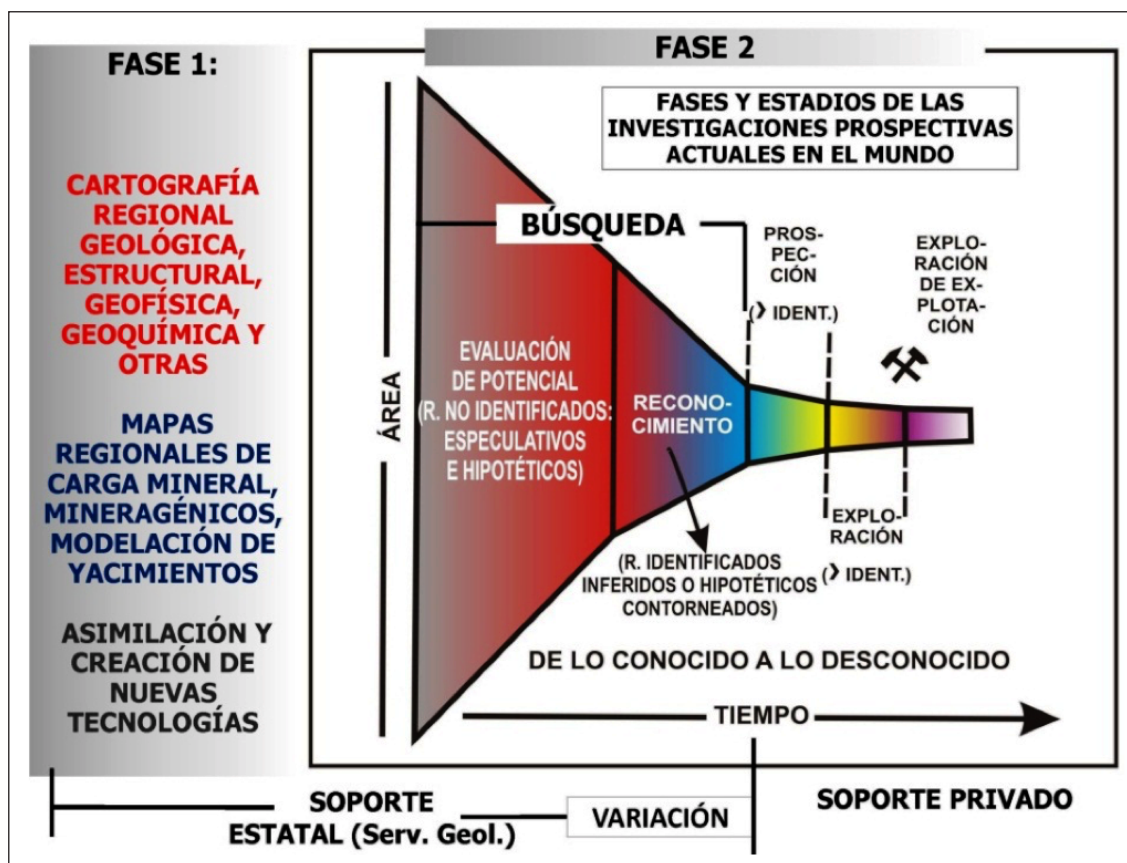 FASE 1:
CARTOGRAFÍA
REGIONAL
GEOLÓGICA,
ESTRUCTURAL,
GEOFÍSICA,
GEOQUÍMICA Y
OTRAS
MAPAS
REGIONALES DE
CARGA MINERAL,
MINERAGÉNICOS,
MODELACIÓN DE
YACIMIENTOS
ASIMILACIÓN Y
CREACIÓN DE
NUEVAS
TECNOLOGÍAS
FASE 2
FASES Y ESTADIOS DE LAS
INVESTIGACIONES PROSPECTIVAS
ACTUALES EN EL MUNDO
BÚSQUEDA
ÁREA
EVALUACIÓN
DE POTENCIAL
(R. NO IDENTIFICADOS:
ESPECULATIVOS
E HIPOTÉTICOS)
RECONO-
CIMIENTO
(R. IDENTIFICADOS
INFERIDOS O HIPOTÉTICOS
CONTORNEADOS)
PROS-
PEC-
CIÓN
(> IDENT.)
EXPLO-
RACIÓN
(> IDENT.)
EXPLO-
RACIÓN
DE EX-
PLOTA-
CIÓN
DE LO CONOCIDO A LO DESCONOCIDO
TIEMPO
SOPORTE
ESTATAL (Serv. Geol.)
VARIACIÓN
SOPORTE PRIVADO